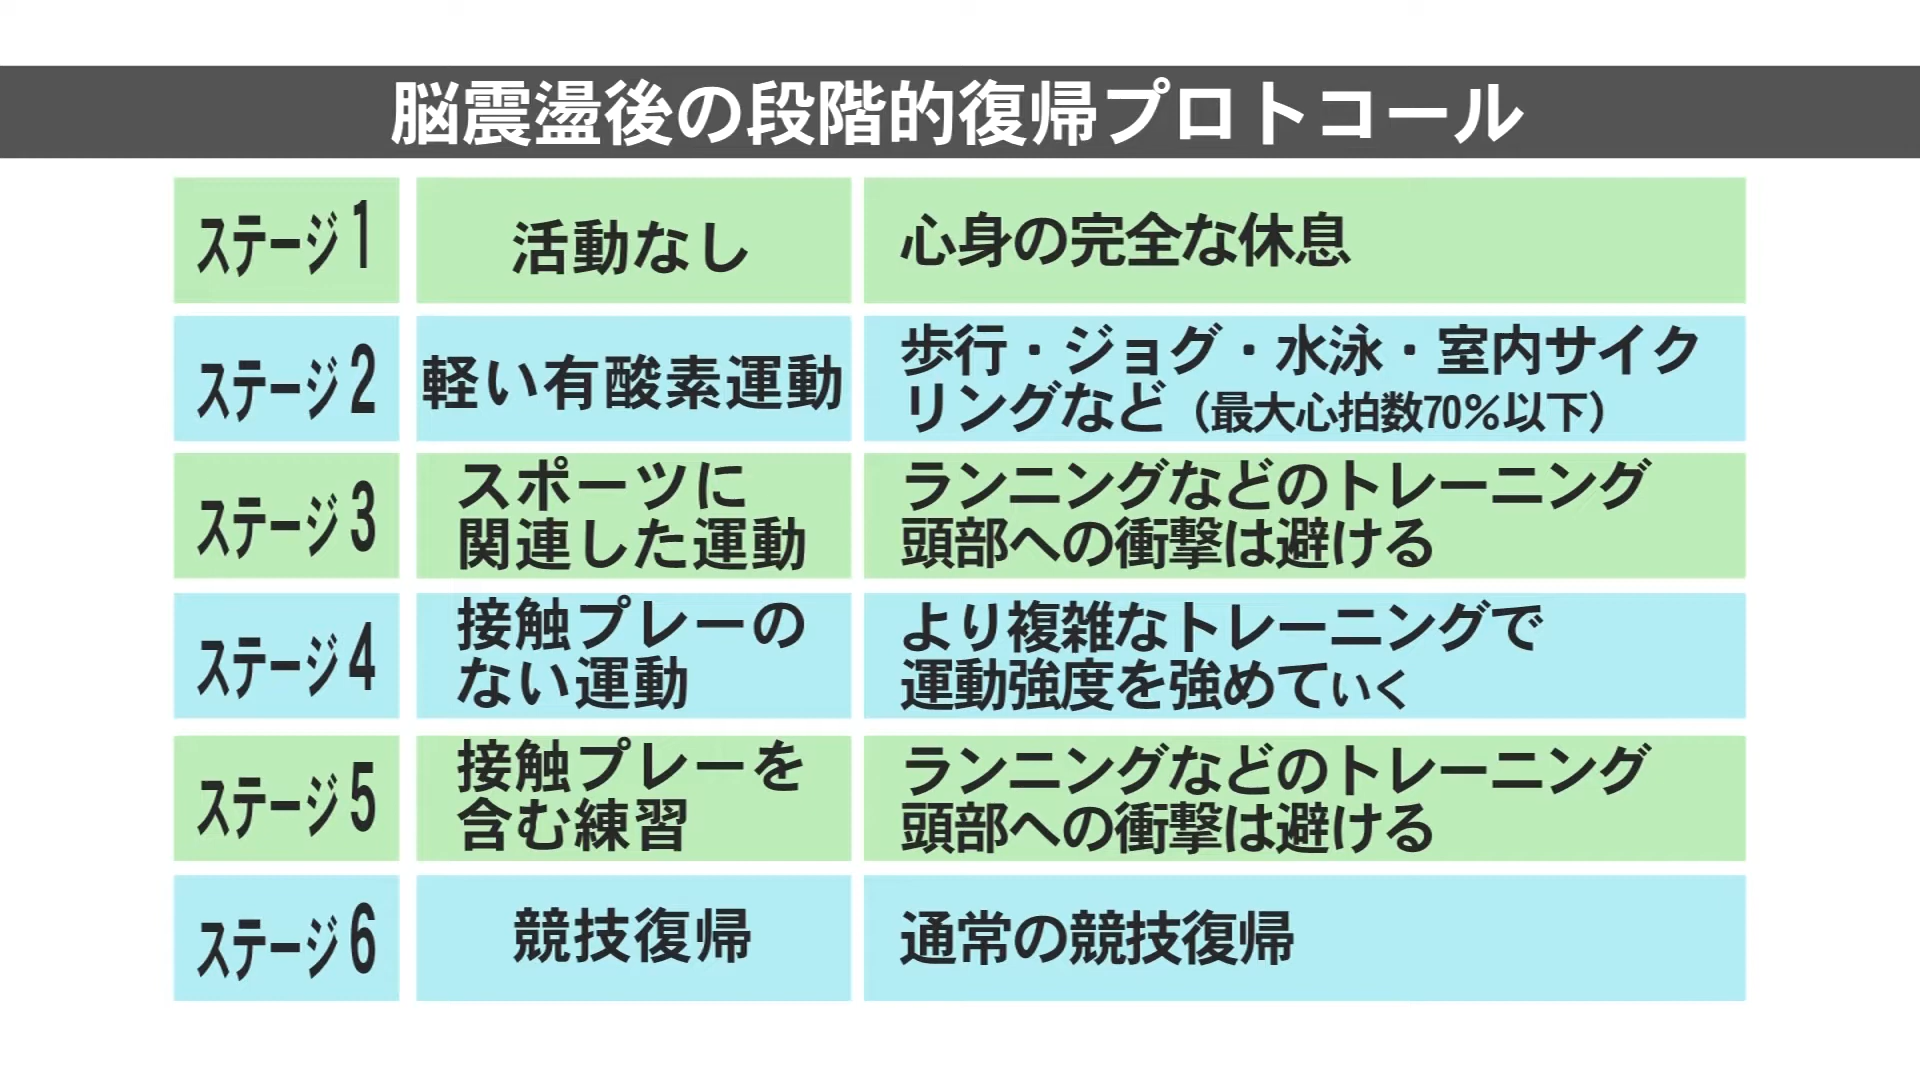 脳震盪後の段階的復帰プロトコール
ステージ1
活動なし
心身の完全な休息
ステージ2
軽い有酸素運動
歩行・ジョグ・水泳・室内サイク
リングなど（最大心拍数70％以下）
ステージ3
スポーツに
関連した運動
ランニングなどのトレーニング
頭部への衝撃は避ける
ステージ4
接触プレーの
ない運動
より複雑なトレーニングで
運動強度を強めていく
ステージ5
接触プレーを
含む練習
ランニングなどのトレーニング
頭部への衝撃は避ける
ステージ6
競技復帰
通常の競技復帰